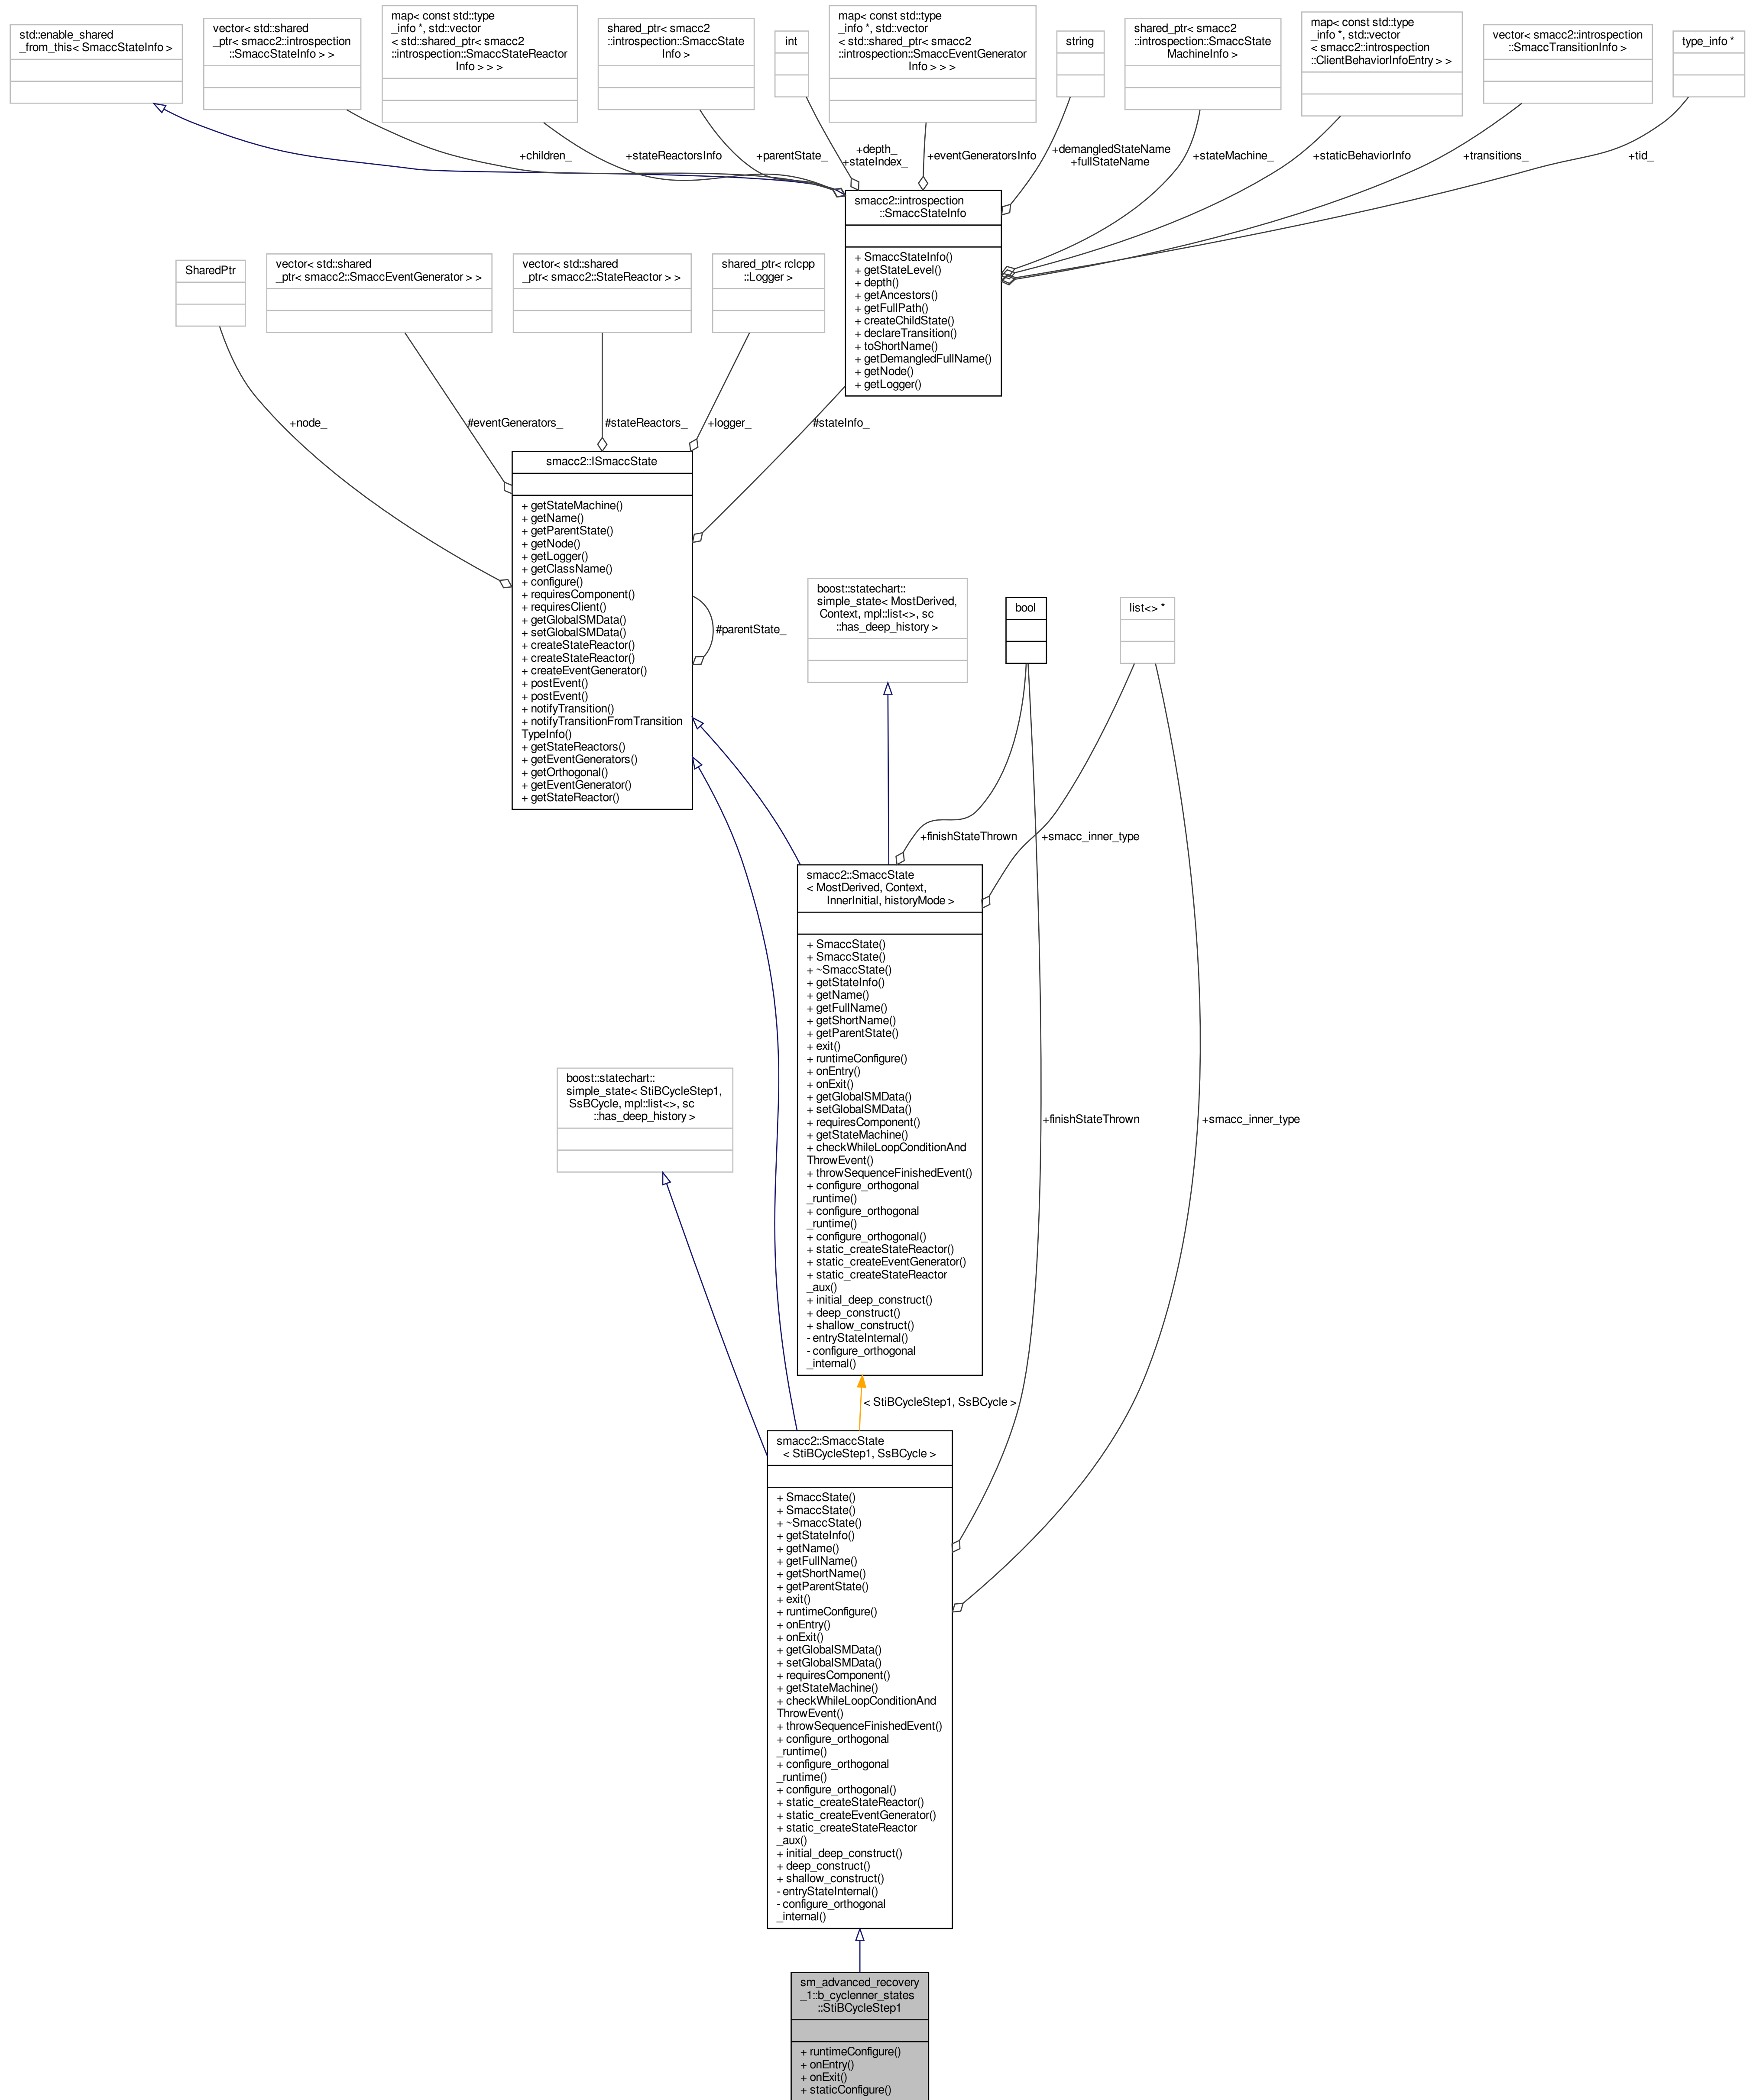 std::enable_shared
_from_this< SmaccStateInfo >
vector< std::shared
_ptr< smacc2::introspection
::SmaccStateInfo > >
map< const std::type
_info *, std::vector
< std::shared_ptr< smacc2
::introspection::SmaccStateReactor
Info > > >
shared_ptr< smacc2
::introspection::SmaccState
Info >
int
map< const std::type
_info *, std::vector
< std::shared_ptr< smacc2
::introspection::SmaccEventGenerator
Info > > >
string
shared_ptr< smacc2
::introspection::SmaccState
MachineInfo >
map< const std::type
_info *, std::vector
< smacc2::introspection
::ClientBehaviorInfoEntry > >
vector< smacc2::introspection
::SmaccTransitionInfo >
type_info *
+children_
+stateReactorsInfo
+parentState_
+depth_
+stateIndex_
+eventGeneratorsInfo
+demangledStateName
+fullStateName
+stateMachine_
+staticBehaviorInfo
+transitions_
+tid_
smacc2::introspection
::SmaccStateInfo
+ SmaccStateInfo()
+ getStateLevel()
+ depth()
+ getAncestors()
+ getFullPath()
+ createChildState()
+ declareTransition()
+ toShortName()
+ getDemangledFullName()
+ getNode()
+ getLogger()
SharedPtr
vector< std::shared
_ptr< smacc2::SmaccEventGenerator > >
vector< std::shared
_ptr< smacc2::StateReactor > >
shared_ptr< rclcpp
::Logger >
+node_
#eventGenerators_
#stateReactors_
+logger_
#stateInfo_
smacc2::ISmaccState
+ getStateMachine()
+ getName()
+ getParentState()
+ getNode()
+ getLogger()
+ getClassName()
+ configure()
+ requiresComponent()
+ requiresClient()
+ getGlobalSMData()
+ setGlobalSMData()
+ createStateReactor()
+ createStateReactor()
+ createEventGenerator()
+ postEvent()
+ postEvent()
+ notifyTransition()
+ notifyTransitionFromTransition
TypeInfo()
+ getStateReactors()
+ getEventGenerators()
+ getOrthogonal()
+ getEventGenerator()
+ getStateReactor()
#parentState_
boost::statechart::
simple_state< MostDerived,
Context, mpl::list<>, sc
::has_deep_history >
bool
list<> *
+finishStateThrown
+smacc_inner_type
smacc2::SmaccState
< MostDerived, Context,
InnerInitial, historyMode >
+ SmaccState()
+ SmaccState()
+ ~SmaccState()
+ getStateInfo()
+ getName()
+ getFullName()
+ getShortName()
+ getParentState()
+ exit()
+ runtimeConfigure()
+ onEntry()
+ onExit()
+ getGlobalSMData()
+ setGlobalSMData()
+ requiresComponent()
+ getStateMachine()
+ checkWhileLoopConditionAnd
ThrowEvent()
+ throwSequenceFinishedEvent()
+ configure_orthogonal
_runtime()
+ configure_orthogonal
_runtime()
+ configure_orthogonal()
+ static_createStateReactor()
+ static_createEventGenerator()
+ static_createStateReactor
_aux()
+ initial_deep_construct()
+ deep_construct()
+ shallow_construct()
- entryStateInternal()
- configure_orthogonal
_internal()
boost::statechart::
simple_state< StiBCycleStep1,
SsBCycle, mpl::list<>, sc
::has_deep_history >
+finishStateThrown
+smacc_inner_type
< StiBCycleStep1, SsBCycle >
smacc2::SmaccState
< StiBCycleStep1, SsBCycle >
+ SmaccState()
+ SmaccState()
+ ~SmaccState()
+ getStateInfo()
+ getName()
+ getFullName()
+ getShortName()
+ getParentState()
+ exit()
+ runtimeConfigure()
+ onEntry()
+ onExit()
+ getGlobalSMData()
+ setGlobalSMData()
+ requiresComponent()
+ getStateMachine()
+ checkWhileLoopConditionAnd
ThrowEvent()
+ throwSequenceFinishedEvent()
+ configure_orthogonal
_runtime()
+ configure_orthogonal
_runtime()
+ configure_orthogonal()
+ static_createStateReactor()
+ static_createEventGenerator()
+ static_createStateReactor
_aux()
+ initial_deep_construct()
+ deep_construct()
+ shallow_construct()
- entryStateInternal()
- configure_orthogonal
_internal()
sm_advanced_recovery
_1::b_cyclenner_states
::StiBCycleStep1
+ runtimeConfigure()
+ onEntry()
+ onExit()
+ staticConfigure()